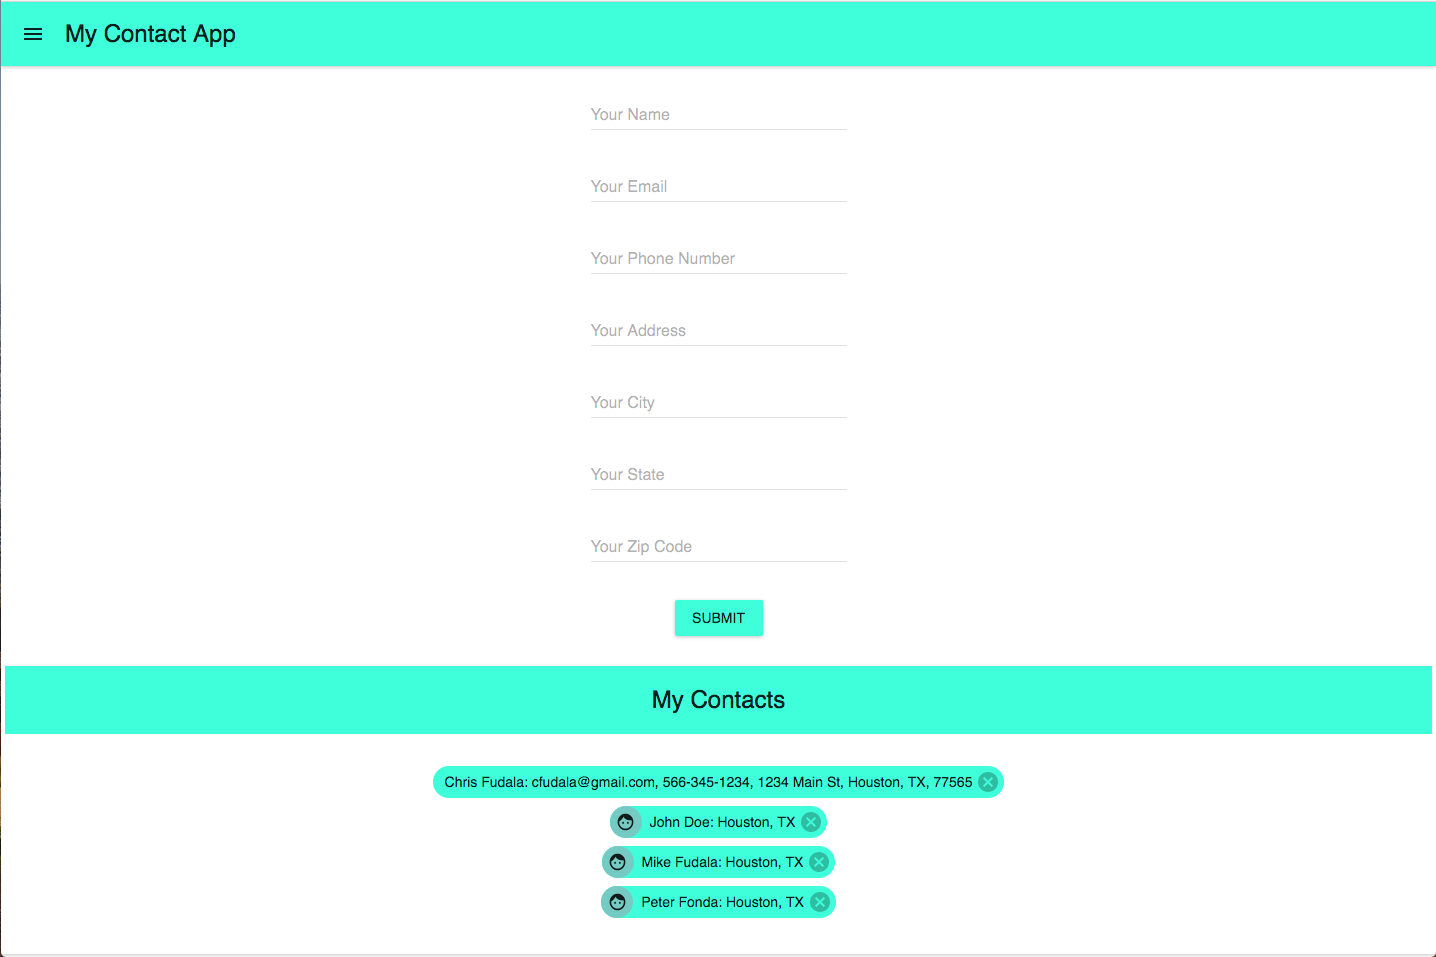 My Contact App
Your Name
Your Email
Your Phone Number
Your Address
Your City
Your State
Your Zip Code
SUBMIT
My Contacts
Chris Fudala: cfudala@gmail.com, 566-345-1234, 1234 Main St, Houston, TX, 77565
John Doe: Houston, TX
Mike Fudala: Houston, TX
Peter Fonda: Houston, TX